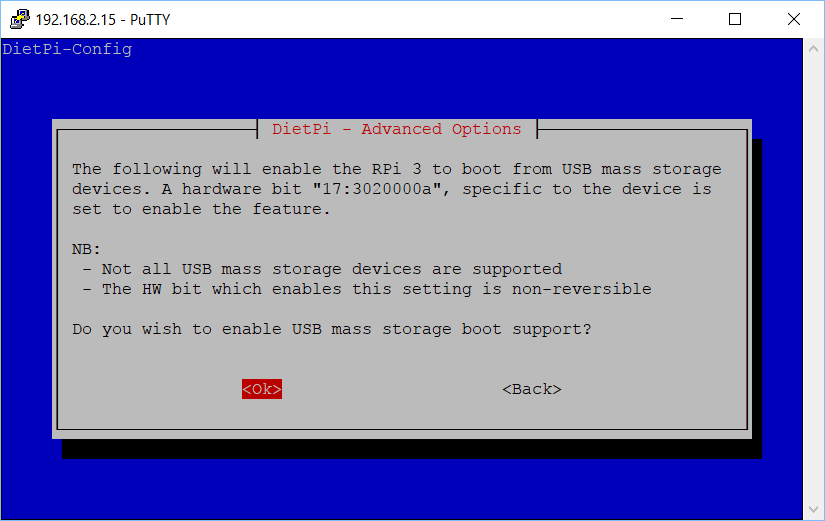 192.168.2.15 - PuTTY
DietPi-Config
DietPi - Advanced Options
The following will enable the RPi 3 to boot from USB mass storage
devices. A hardware bit "17:3020000a", specific to the device is
set to enable the feature.
NB:
- Not all USB mass storage devices are supported
- The HW bit which enables this setting is non-reversible
Do you wish to enable USB mass storage boot support?
<Ok> <Back>